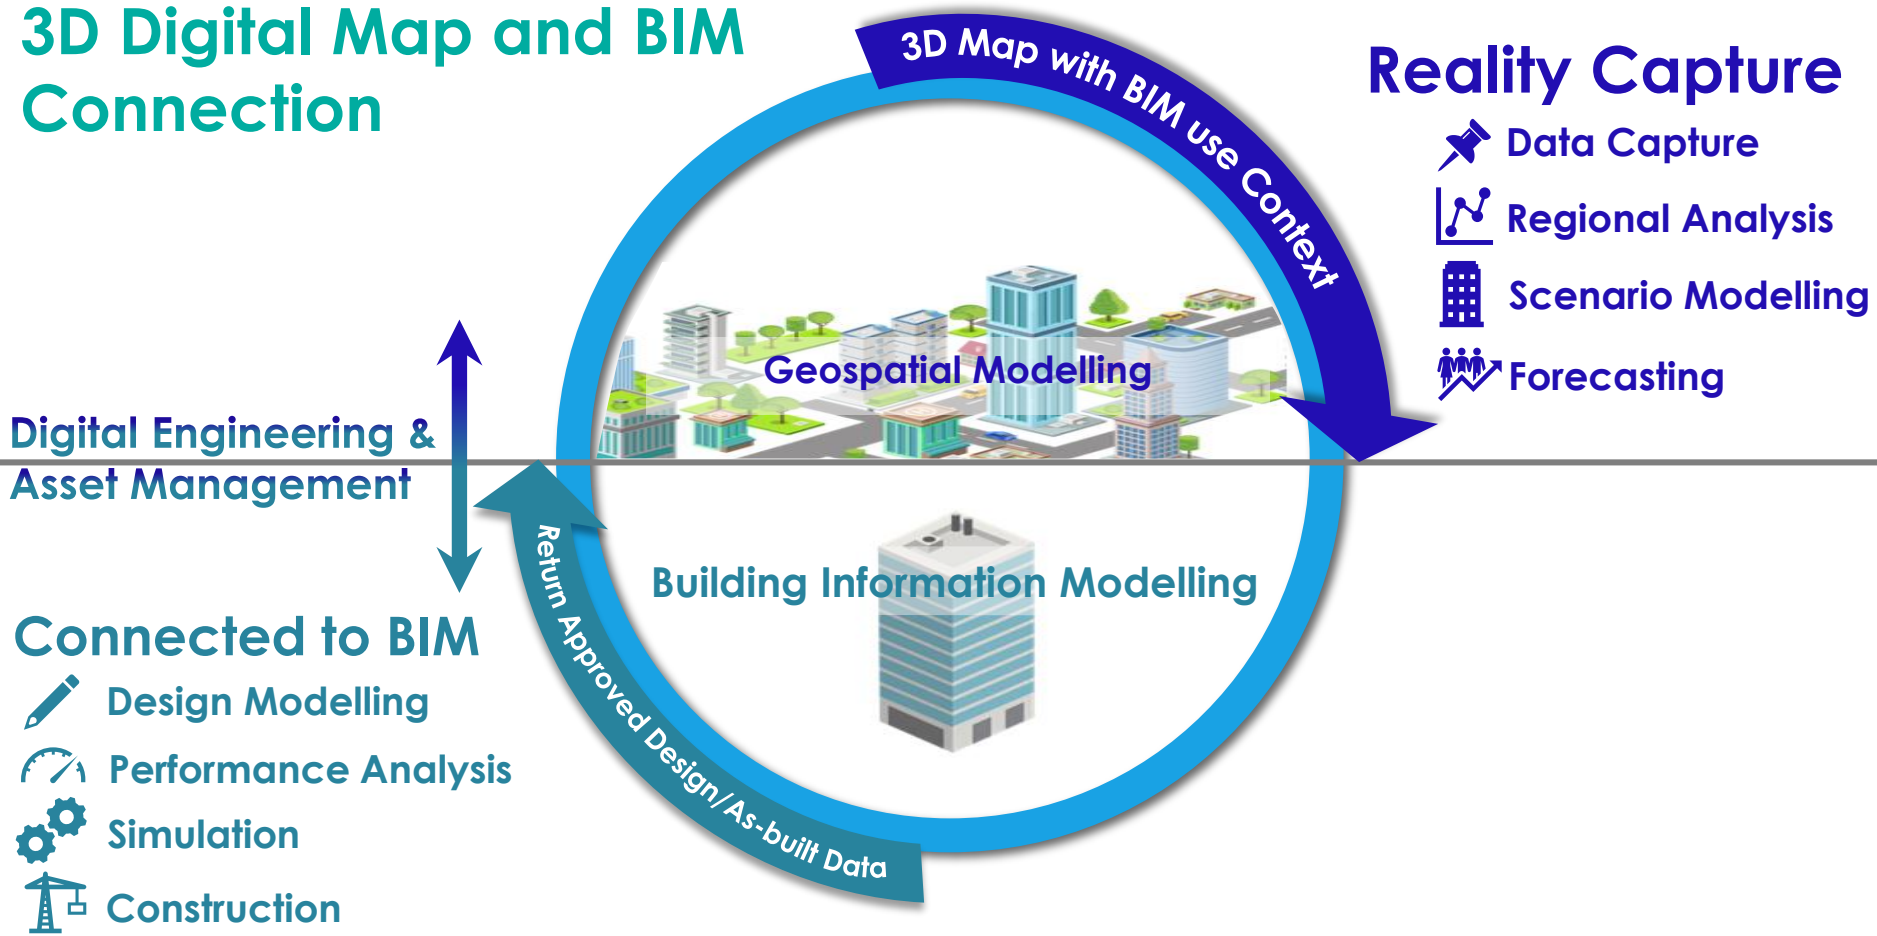 3D Digital Map and BIM
Connection
3D Map with BIM use Context
Reality Capture
Data Capture
Regional Analysis
Scenario Modelling
Forecasting
Geospatial Modelling
Digital Engineering &
Asset Management
Building Information Modelling
Return Approved Design/As-built Data
Connected to BIM
Design Modelling
Performance Analysis
Simulation
Construction